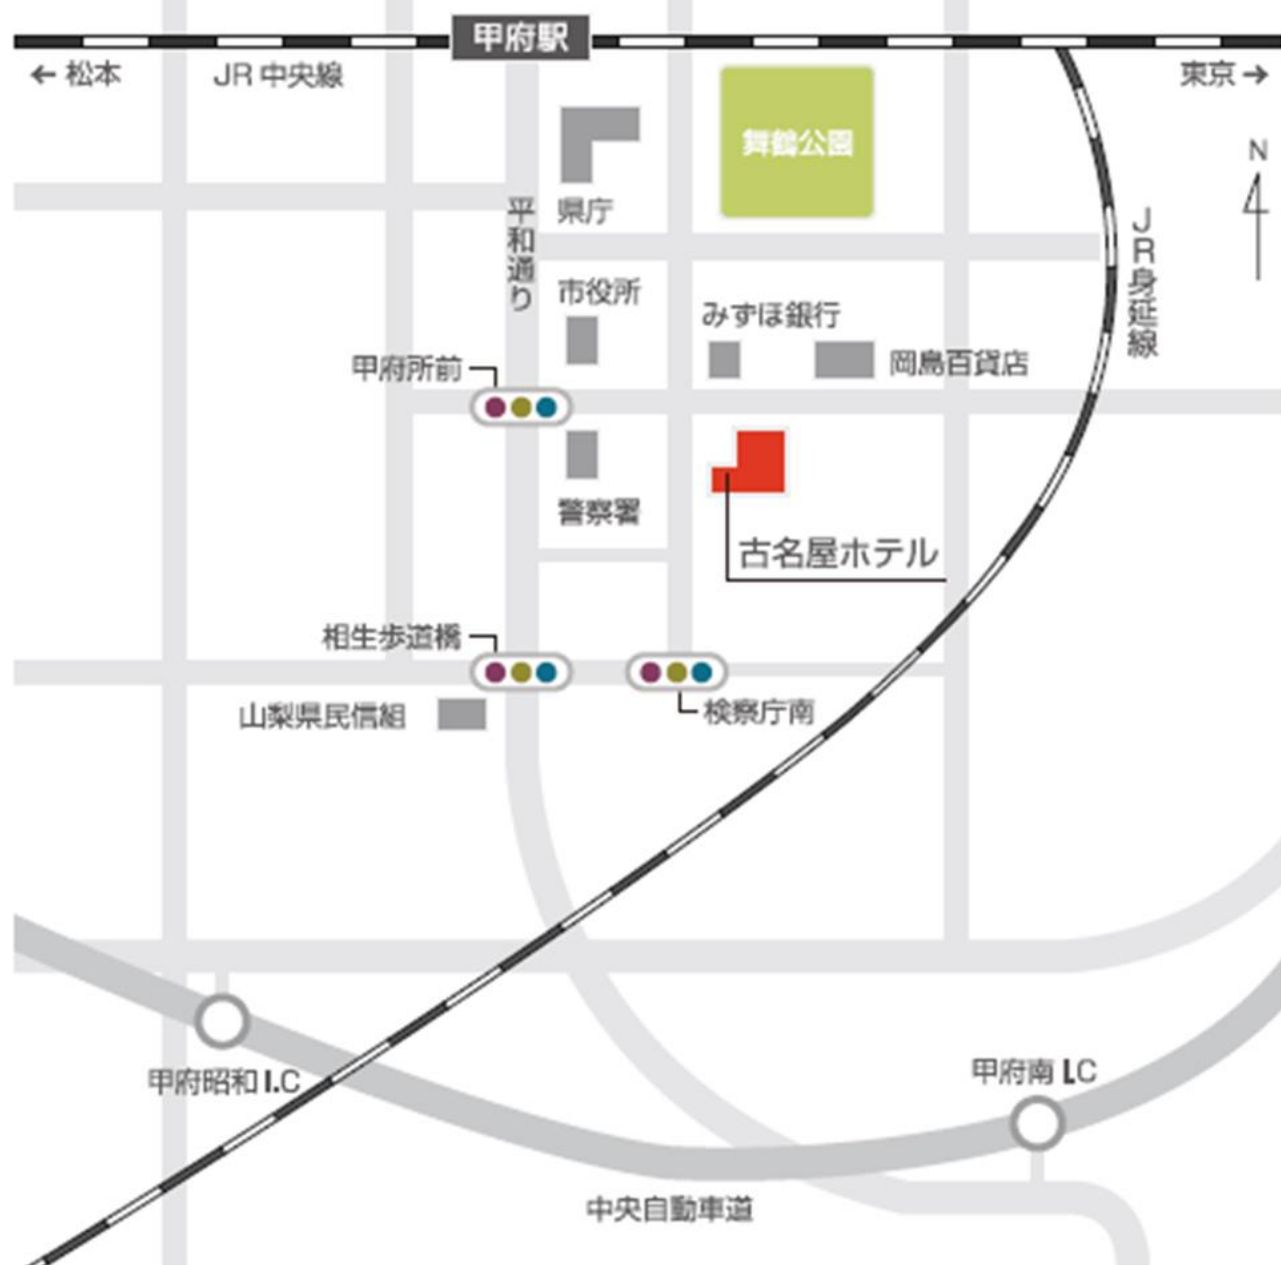 甲府駅
← 松本
JR 中央線
東京 →
舞鶴公園
N
県庁
平和通り
JR身延線
市役所
みずほ銀行
甲府所前
岡島百貨店
警察署
古名屋ホテル
相生歩道橋
山梨県民信組
検察庁南
甲府昭和 I.C
甲府南 I.C
中央自動車道